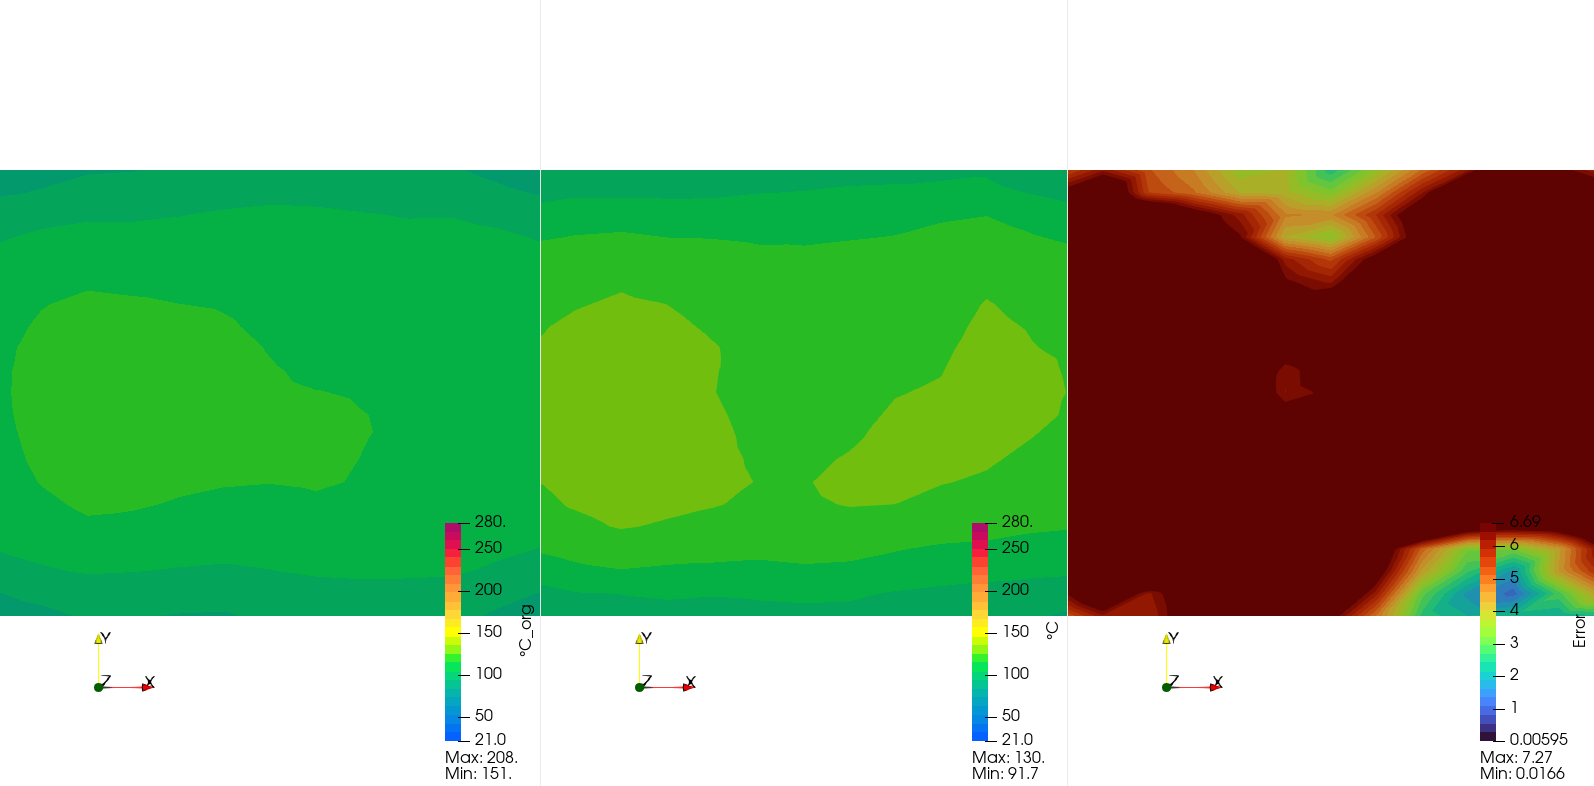 280.
250
200
150
100
50
21.0
°C_org
Max: 208.
Min: 151.
Y
Z
X
280.
250
200
150
100
50
21.0
°C
Max: 130.
Min: 91.7
Y
Z
X
6.69
6
5
4
3
2
1
0.00595
Error
Max: 7.27
Min: 0.0166
Y
Z
X